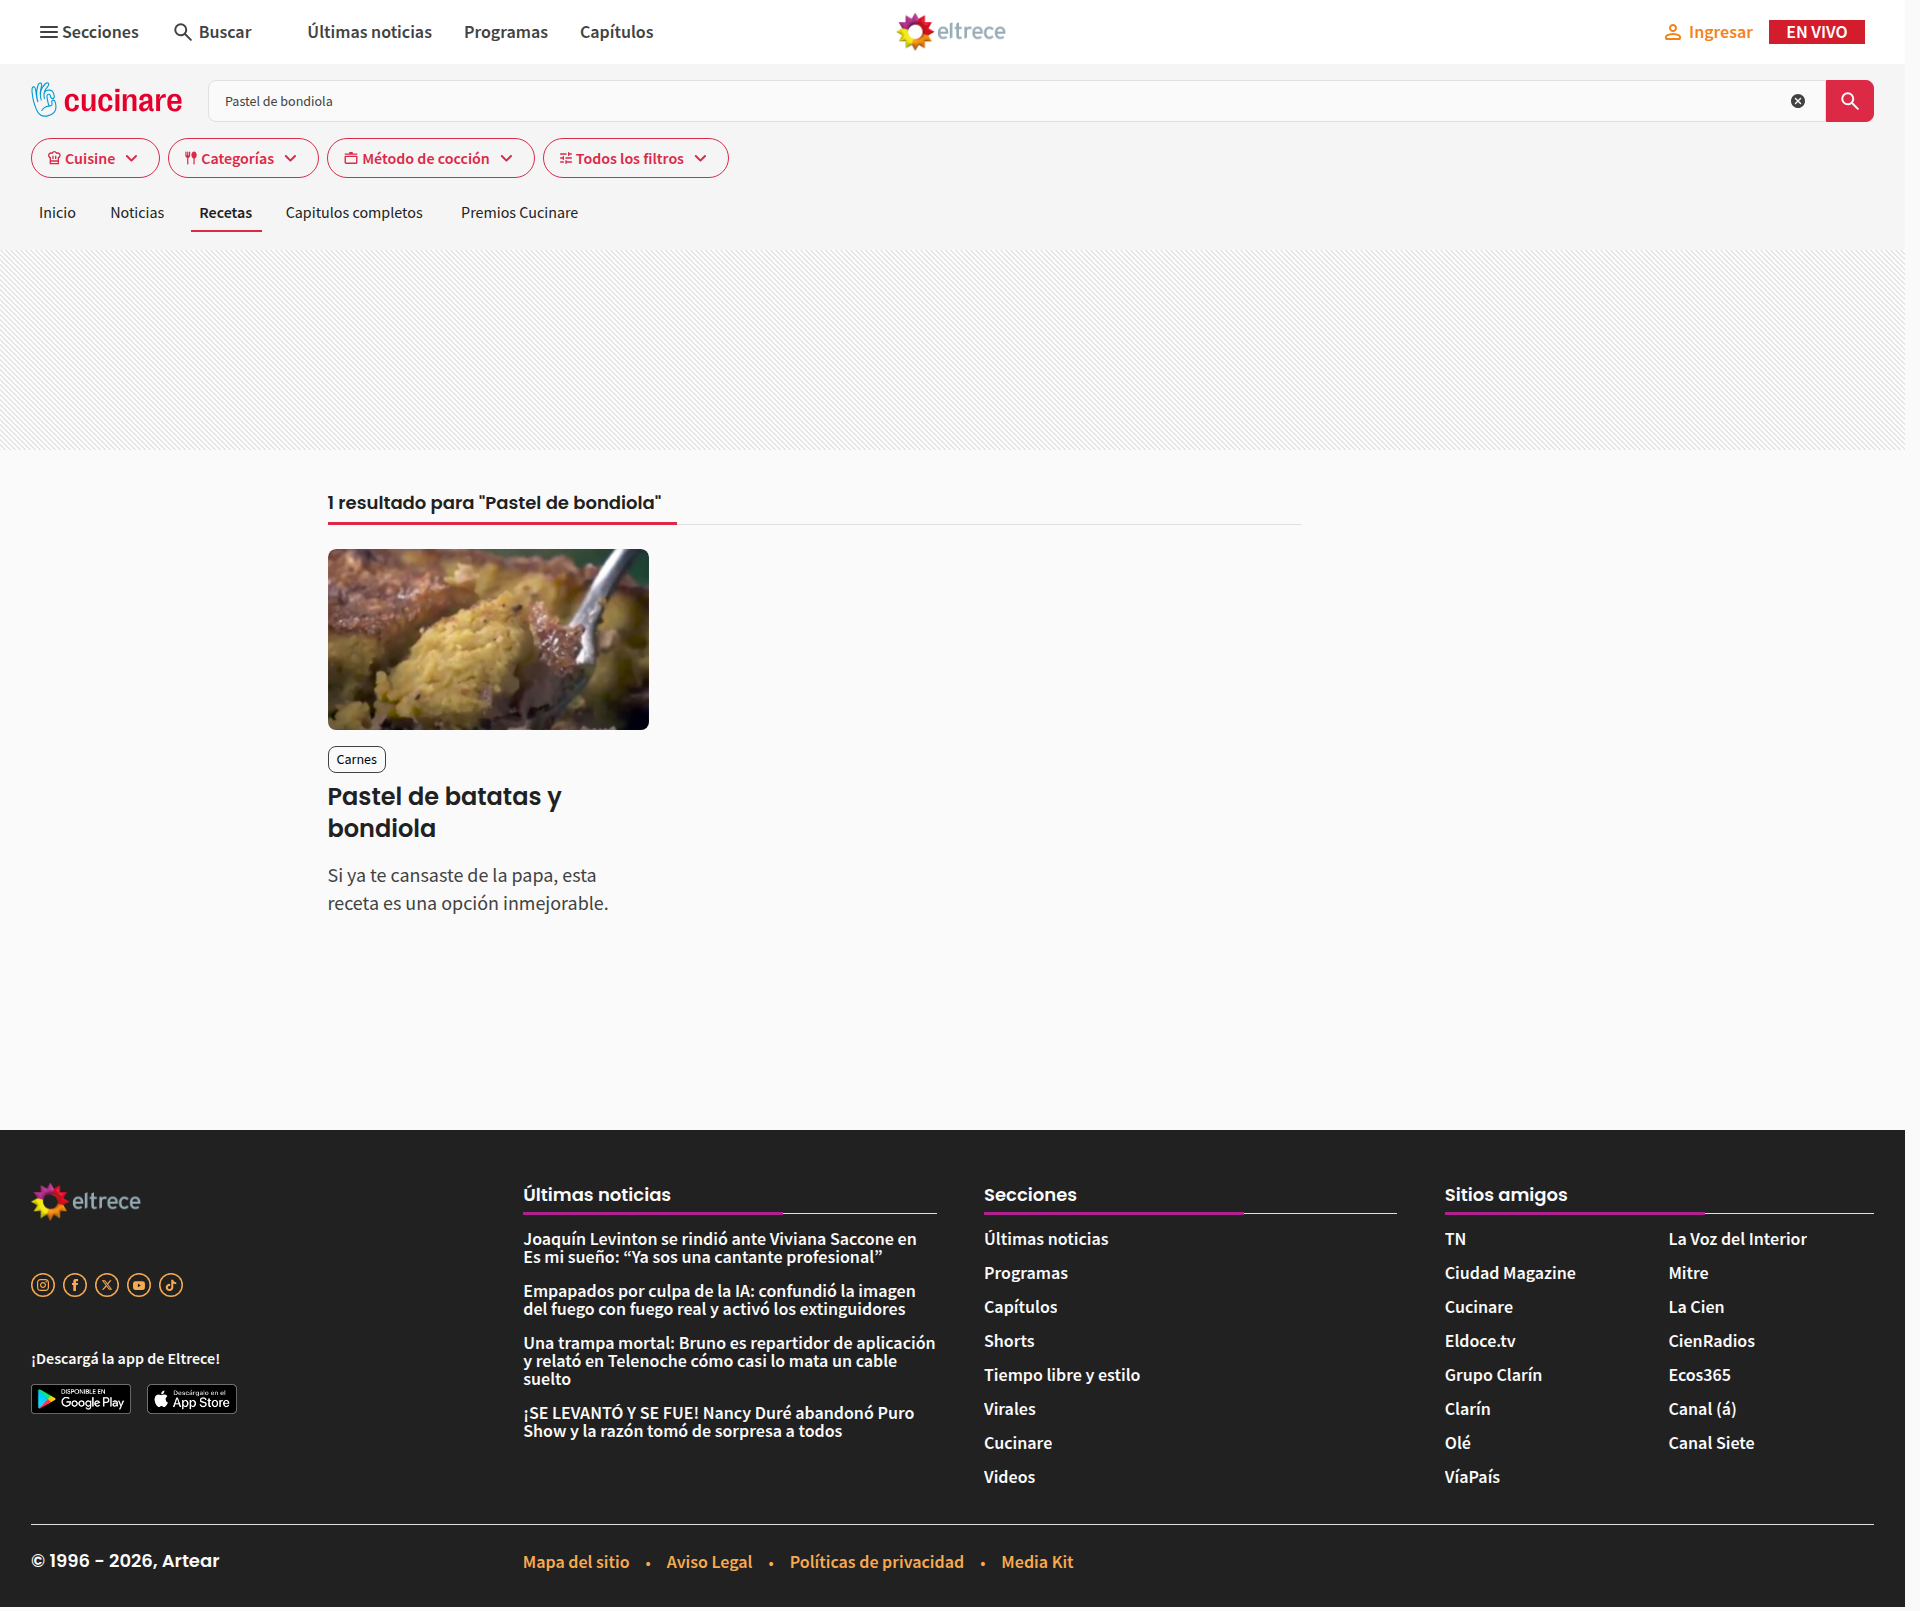 Secciones
Buscar
Últimas noticias
Programas
Capítulos
eltrece
Ingresar
EN VIVO
cucinare
Pastel de bondiola
Cuisine
Categorías
Método de cocción
Todos los filtros
Inicio
Noticias
Recetas
Capitulos completos
Premios Cucinare
1 resultado para "Pastel de bondiola"
Carnes
Pastel de batatas y
bondiola
Si ya te cansaste de la papa, esta
receta es una opción inmejorable.
eltrece
¡Descargá la app de Eltrece!
DISPONIBLE EN
Google Play
Descárgalo en el
App Store
Últimas noticias
Joaquín Levinton se rindió ante Viviana Saccone en
Es mi sueño: “Ya sos una cantante profesional”
Empapados por culpa de la IA: confundió la imagen
del fuego con fuego real y activó los extinguidores
Una trampa mortal: Bruno es repartidor de aplicación
y relató en Telenoche cómo casi lo mata un cable
suelto
¡SE LEVANTÓ Y SE FUE! Nancy Duré abandonó Puro
Show y la razón tomó de sorpresa a todos
Secciones
Últimas noticias
Programas
Capítulos
Shorts
Tiempo libre y estilo
Virales
Cucinare
Videos
Sitios amigos
TN
Ciudad Magazine
Cucinare
Eldoce.tv
Grupo Clarín
Clarín
Olé
VíaPaís
La Voz del Interior
Mitre
La Cien
CienRadios
Ecos365
Canal (á)
Canal Siete
© 1996 - 2026, Artear
Mapa del sitio • Aviso Legal • Políticas de privacidad • Media Kit